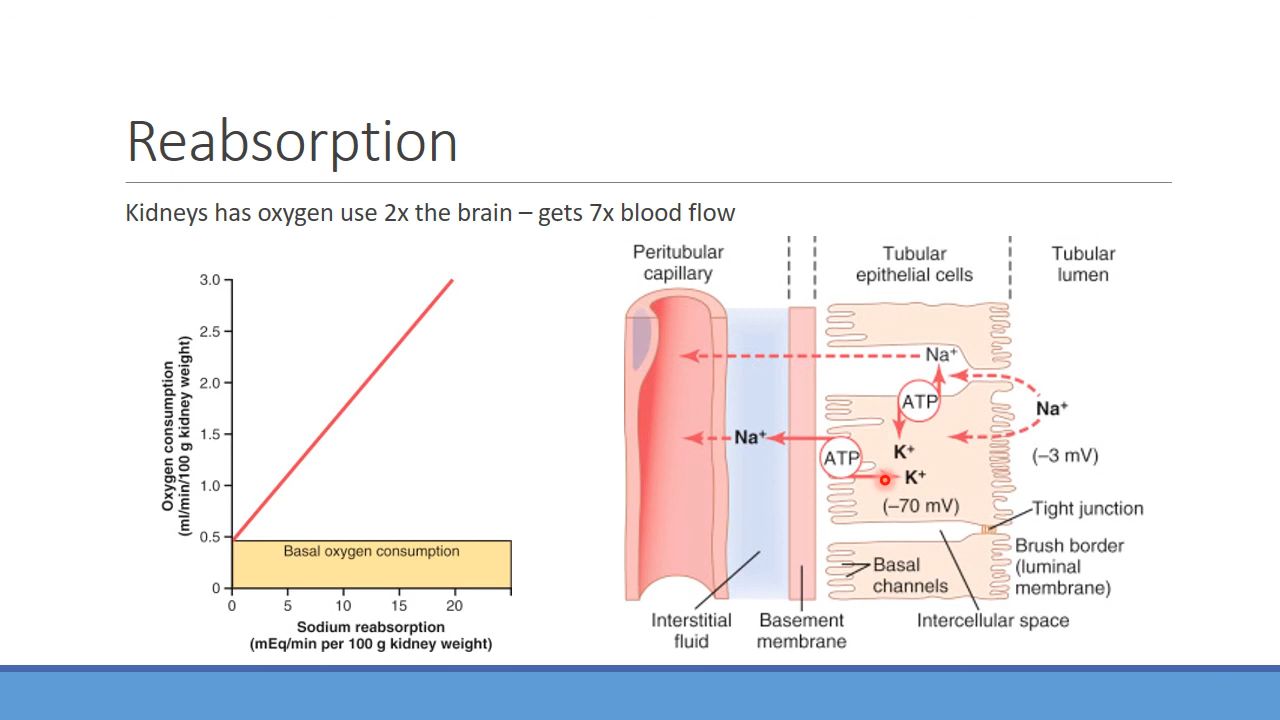 Reabsorption
Kidneys has oxygen use 2x the brain – gets 7x blood flow
Oxygen consumption
(ml/min/100 g kidney weight)
3.0
2.5
2.0
1.5
1.0
0.5
0
Basal oxygen consumption
0 5 10 15 20
Sodium reabsorption
(mEq/min per 100 g kidney weight)
Peritubular
capillary
Tubular
epithelial cells
Tubular
lumen
Na⁺
ATP
Na⁺
Na⁺
K⁺
(–3 mV)
ATP
K⁺
(–70 mV)
Tight junction
Brush border
(luminal
membrane)
Basal
channels
Interstitial
fluid
Basement
membrane
Intercellular space